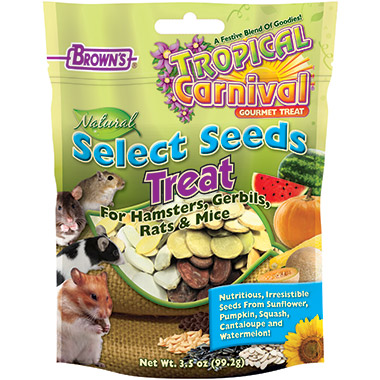 A Festive Blend Of Goodies!
BROWN'S®
TROPICAL
Carnival
GOURMET TREAT
Natural
Select Seeds
Treat
For Hamsters, Gerbils,
Rats & Mice
Nutritious, Irresistible
Seeds From Sunflower,
Pumpkin, Squash,
Cantaloupe and
Watermelon!
Net Wt. 3.5 oz (99.2g)